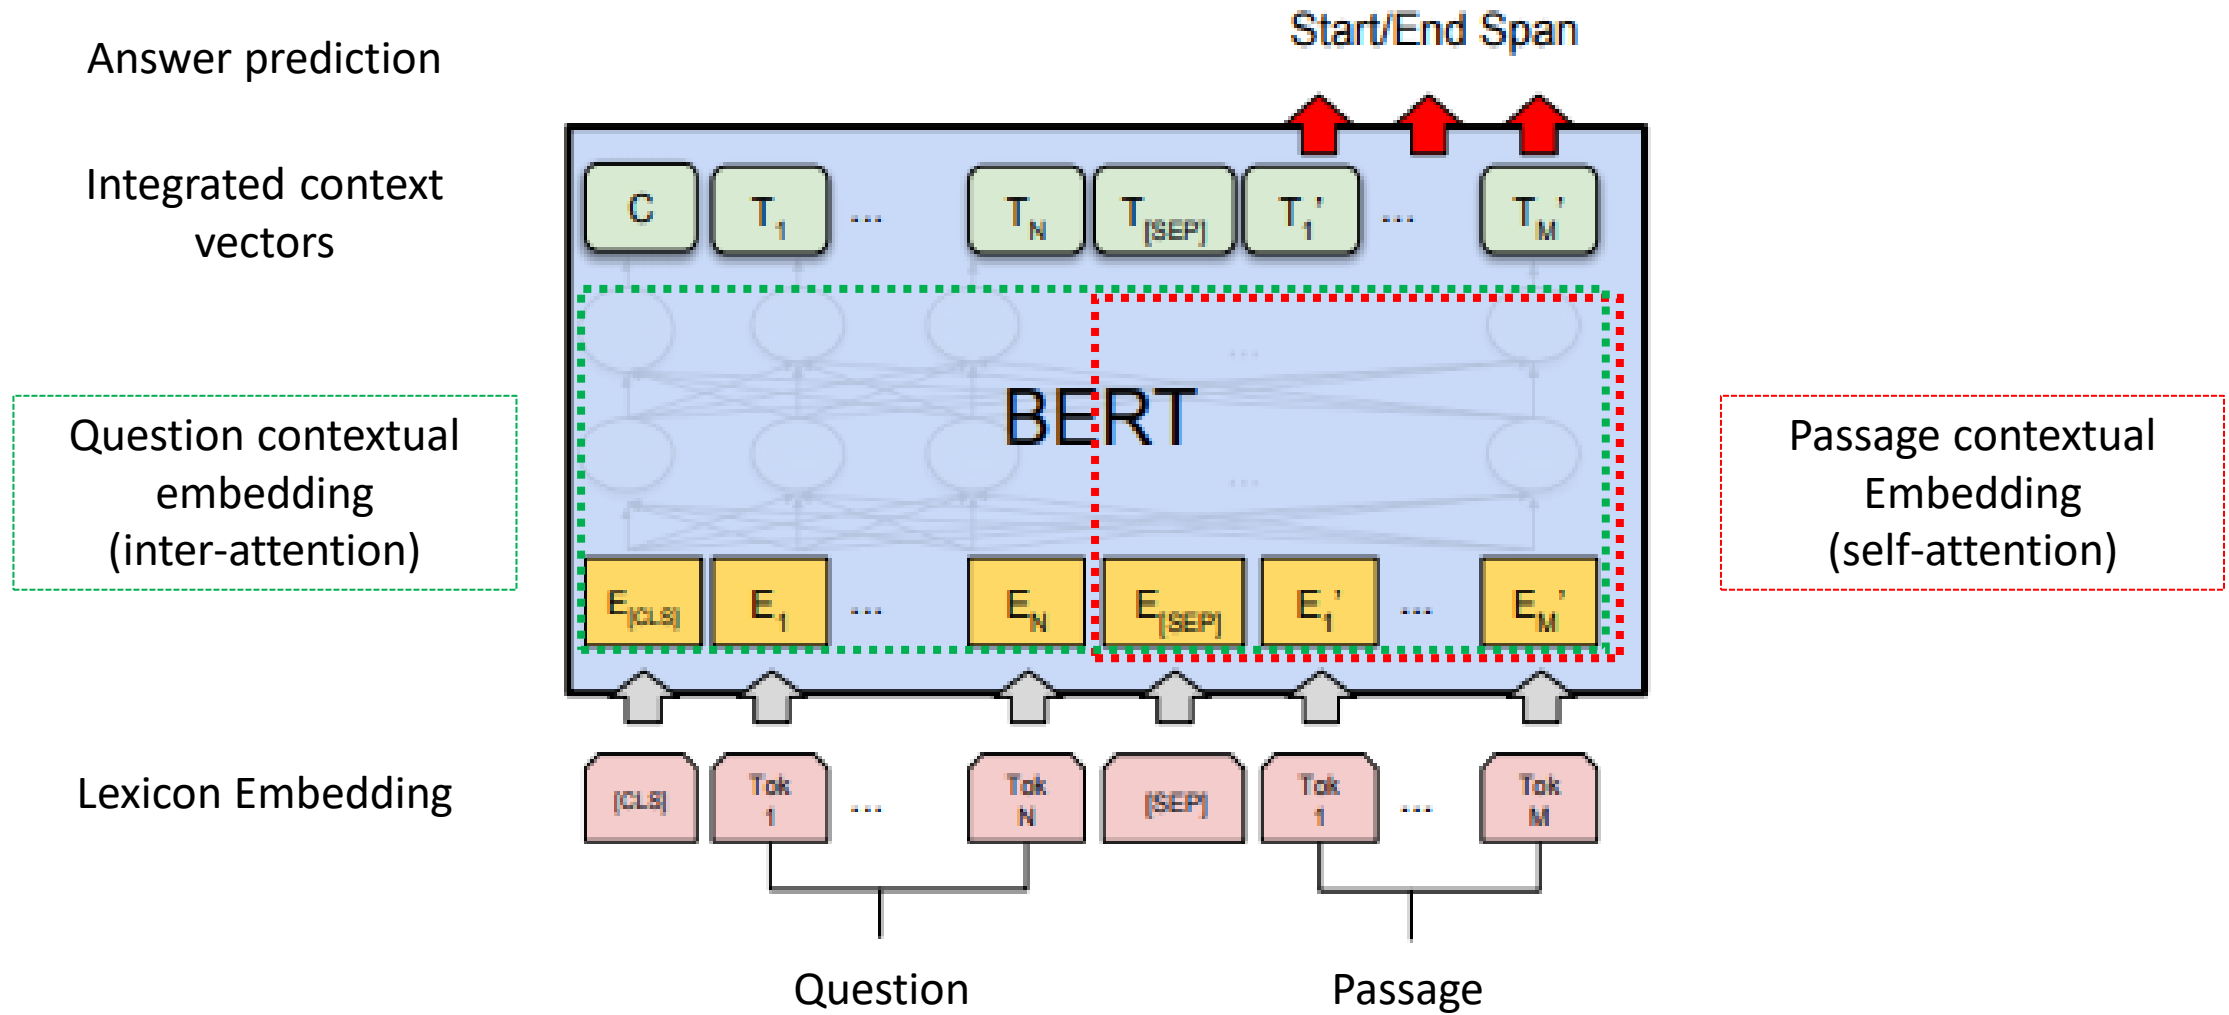 Start/End Span
Answer prediction
Integrated context
vectors
C T1 ... TN T[SEP] T1' ... TM'
...
BERT
Question contextual
embedding
(inter-attention)
Passage contextual
Embedding
(self-attention)
...
E[CLS] E1 ... EN E[SEP] E1' ... EM'
Lexicon Embedding
[CLS] Tok 1 ... Tok N [SEP] Tok 1 ... Tok M
Question
Passage